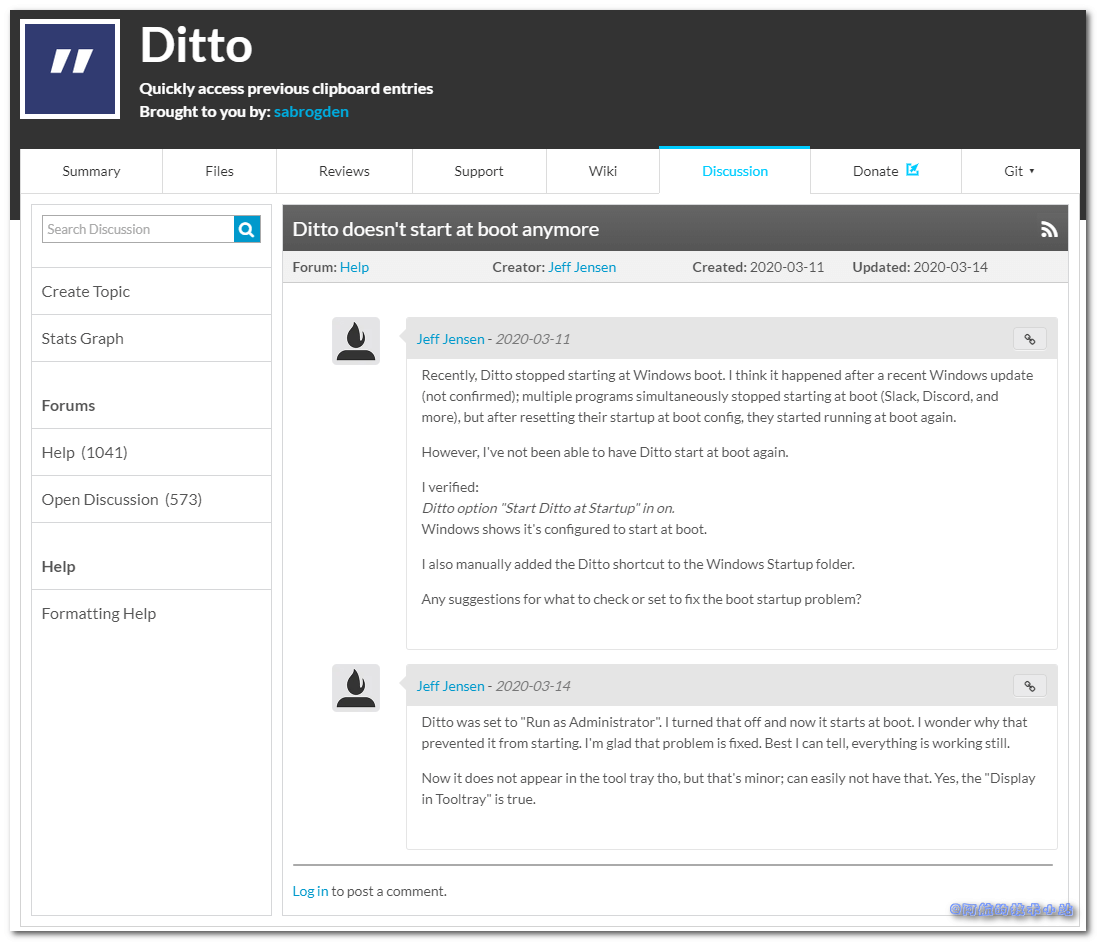 Ditto
Quickly access previous clipboard entries
Brought to you by: sabrogden
Summary
Files
Reviews
Support
Wiki
Discussion
Donate
Git
Search Discussion
Create Topic
Stats Graph
Forums
Help (1041)
Open Discussion (573)
Help
Formatting Help
Ditto doesn't start at boot anymore
Forum: Help
Creator: Jeff Jensen
Created: 2020-03-11
Updated: 2020-03-14
Jeff Jensen - 2020-03-11
Recently, Ditto stopped starting at Windows boot. I think it happened after a recent Windows update
(not confirmed); multiple programs simultaneously stopped starting at boot (Slack, Discord, and
more), but after resetting their startup at boot config, they started running at boot again.
However, I've not been able to have Ditto start at boot again.
I verified:
Ditto option "Start Ditto at Startup" in on.
Windows shows it's configured to start at boot.
I also manually added the Ditto shortcut to the Windows Startup folder.
Any suggestions for what to check or set to fix the boot startup problem?
Jeff Jensen - 2020-03-14
Ditto was set to "Run as Administrator". I turned that off and now it starts at boot. I wonder why that
prevented it from starting. I'm glad that problem is fixed. Best I can tell, everything is working still.
Now it does not appear in the tool tray tho, but that's minor; can easily not have that. Yes, the "Display
in Tooltray" is true.
Log in to post a comment.